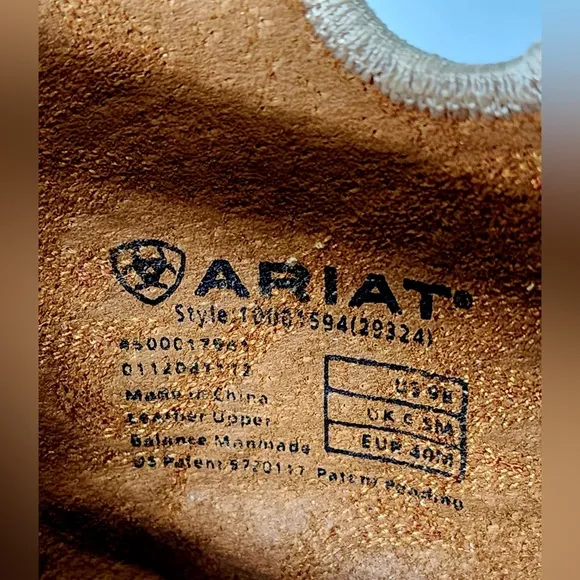 ARIAT®
Style: 10001594(29324)
Made in China
Leather Upper
Balance Manmade
US Patent 5720117 Patent Pending
US 9B
UK 6.5M
EUR 40M